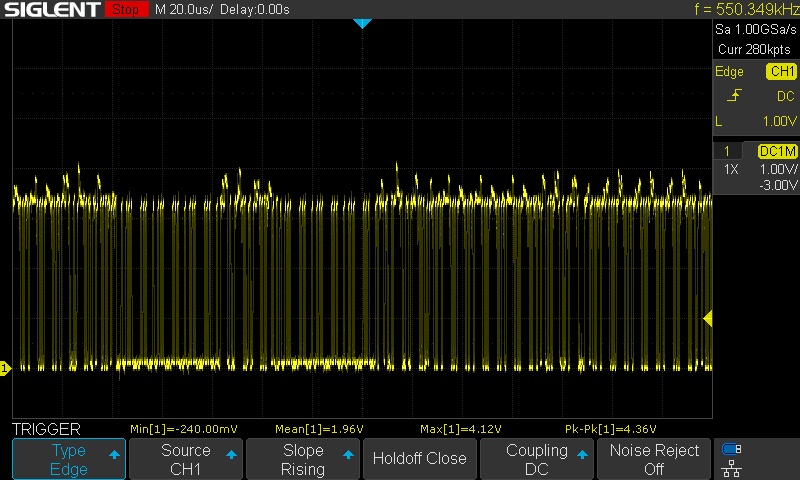 SIGLENT Stop M 20.0us/ Delay:0.00s f = 550.349kHz
Sa 1.00GSa/s
Curr 280kpts
Edge CH1
DC
L 1.00V
1 DC1M
1X 1.00V/
-3.00V
1
TRIGGER Min[1]=-240.00mV Mean[1]=1.96V Max[1]=4.12V Pk-Pk[1]=4.36V
Type Source Slope Holdoff Close Coupling Noise Reject
Edge CH1 Rising DC Off